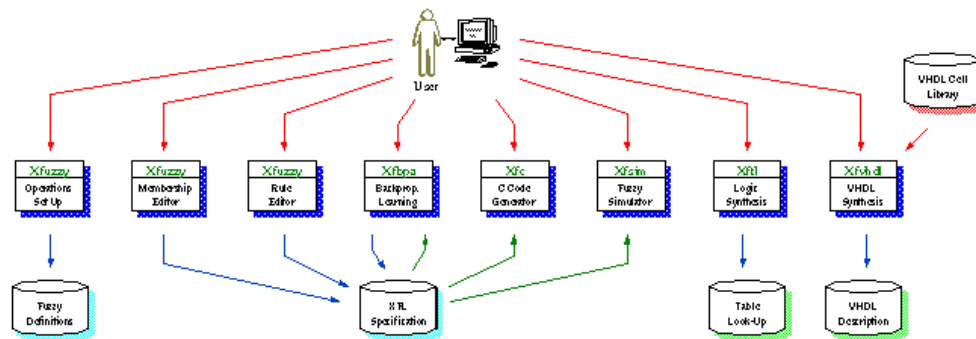 User
VHDL Cell
Library
Xfuzzy
Operations
Set Up
Xfuzzy
Membership
Editor
Xfuzzy
Rule
Editor
Xfbpa
Backprop.
Learning
Xfc
C Code
Generator
Xfsim
Fuzzy
Simulator
Xftl
Logic
Synthesis
Xfvhdl
VHDL
Synthesis
Fuzzy
Definitions
XFL
Specification
Table
Look-Up
VHDL
Description